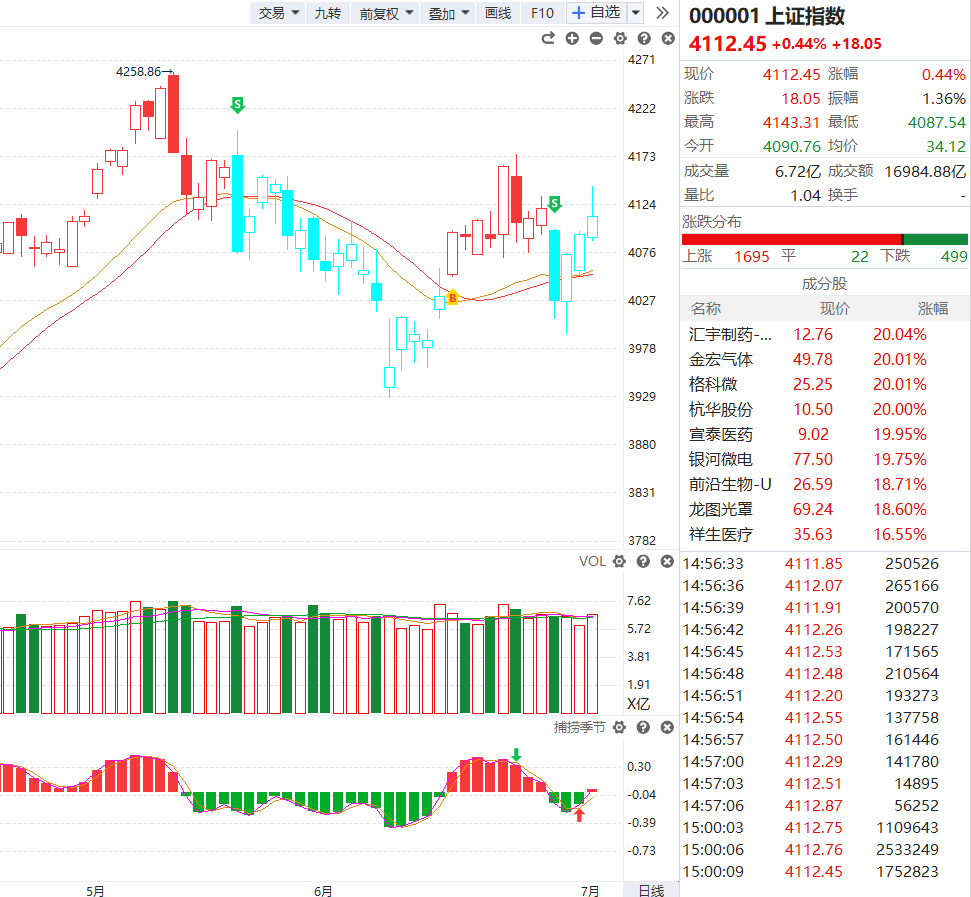 交易 九转 前复权 叠加 画线 F10 自选
000001 上证指数
4112.45 +0.44% +18.05
现价 4112.45 涨幅 0.44%
涨跌 18.05 振幅 1.36%
最高 4143.31 最低 4087.54
今开 4090.76 均价 34.12
成交量 6.72亿 成交额 16984.88亿
量比 1.04 换手 -
涨跌分布
上涨 1695 平 22 下跌 499
成分股
名称 现价 涨幅
汇宇制药-... 12.76 20.04%
金宏气体 49.78 20.01%
格科微 25.25 20.01%
杭华股份 10.50 20.00%
宣泰医药 9.02 19.95%
银河微电 77.50 19.75%
前沿生物-U 26.59 18.71%
龙图光罩 69.24 18.60%
祥生医疗 35.63 16.55%
14:56:33 4111.85 250526
14:56:36 4112.07 265166
14:56:39 4111.91 200570
14:56:42 4112.26 198227
14:56:45 4112.53 171565
14:56:48 4112.48 210564
14:56:51 4112.20 193273
14:56:54 4112.55 137758
14:56:57 4112.50 161446
14:57:00 4112.29 141780
14:57:03 4112.51 14895
14:57:06 4112.87 56252
15:00:03 4112.75 1109643
15:00:06 4112.76 2533249
15:00:09 4112.45 1752823
4271
4258.86
S
4222
4173
S
4124
4076
B
4027
3978
3929
3880
3831
3782
VOL
7.62
5.72
3.81
1.91
X亿
捕捞季节
0.30
-0.04
-0.39
-0.73
5月 6月 7月 日线